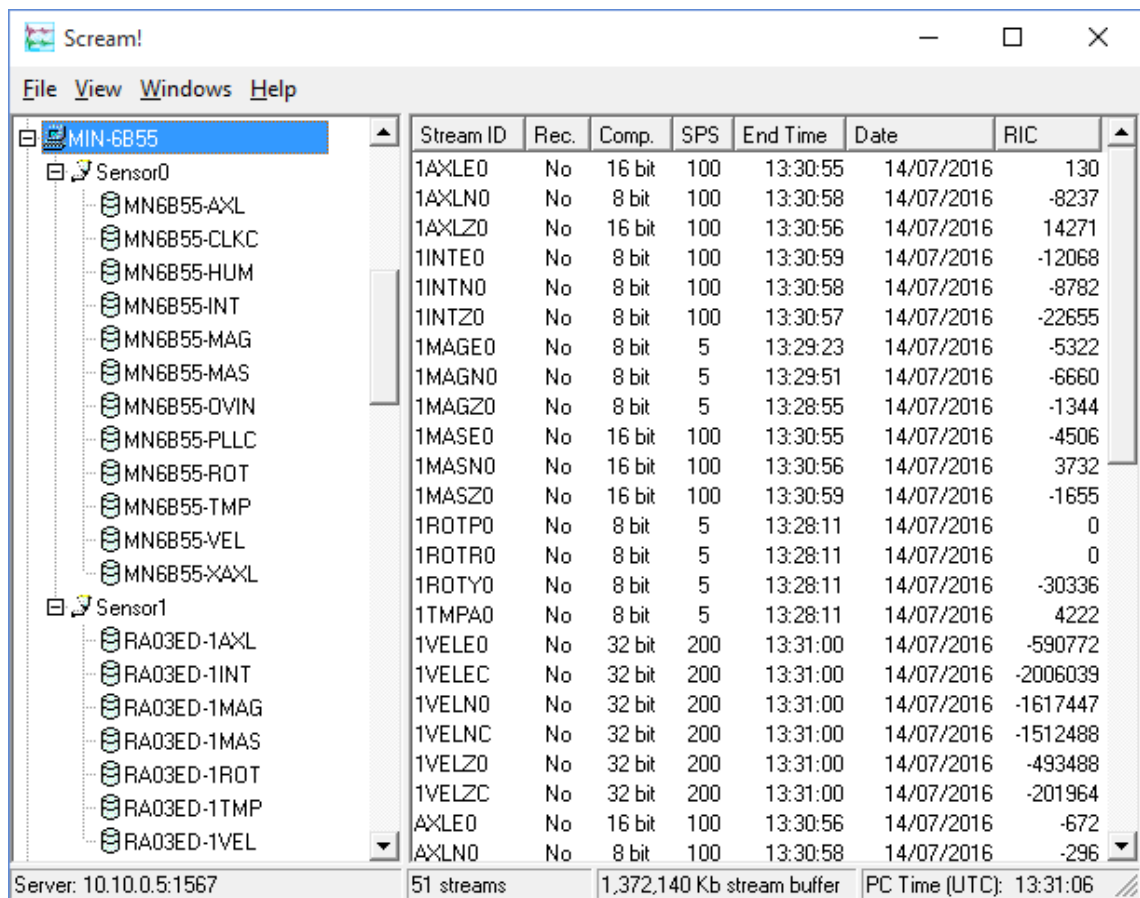 Scream!
File View Windows Help
MIN-6B55
Sensor0
MN6B55-AXL
MN6B55-CLKC
MN6B55-HUM
MN6B55-INT
MN6B55-MAG
MN6B55-MAS
MN6B55-OVIN
MN6B55-PLLC
MN6B55-ROT
MN6B55-TMP
MN6B55-VEL
MN6B55-XAXL
Sensor1
RA03ED-1AXL
RA03ED-1INT
RA03ED-1MAG
RA03ED-1MAS
RA03ED-1ROT
RA03ED-1TMP
RA03ED-1VEL
Stream ID Rec. Comp. SPS End Time Date RIC
1AXLE0 No 16 bit 100 13:30:55 14/07/2016 130
1AXLN0 No 8 bit 100 13:30:58 14/07/2016 -8237
1AXLZ0 No 16 bit 100 13:30:56 14/07/2016 14271
1INTE0 No 8 bit 100 13:30:59 14/07/2016 -12068
1INTN0 No 8 bit 100 13:30:58 14/07/2016 -8782
1INTZ0 No 8 bit 100 13:30:57 14/07/2016 -22655
1MAGE0 No 8 bit 5 13:29:23 14/07/2016 -5322
1MAGN0 No 8 bit 5 13:29:51 14/07/2016 -6660
1MAGZ0 No 8 bit 5 13:28:55 14/07/2016 -1344
1MASE0 No 16 bit 100 13:30:55 14/07/2016 -4506
1MASN0 No 16 bit 100 13:30:56 14/07/2016 3732
1MASZ0 No 16 bit 100 13:30:59 14/07/2016 -1655
1ROTP0 No 8 bit 5 13:28:11 14/07/2016 0
1ROTR0 No 8 bit 5 13:28:11 14/07/2016 0
1ROTY0 No 8 bit 5 13:28:11 14/07/2016 -30336
1TMPA0 No 8 bit 5 13:28:11 14/07/2016 4222
1VELE0 No 32 bit 200 13:31:00 14/07/2016 -590772
1VELEC No 32 bit 200 13:31:00 14/07/2016 -2006039
1VELN0 No 32 bit 200 13:31:00 14/07/2016 -1617447
1VELNC No 32 bit 200 13:31:00 14/07/2016 -1512488
1VELZ0 No 32 bit 200 13:31:00 14/07/2016 -493488
1VELZC No 32 bit 200 13:31:00 14/07/2016 -201964
AXLE0 No 16 bit 100 13:30:56 14/07/2016 -672
AXLN0 No 8 bit 100 13:30:58 14/07/2016 -296
Server: 10.10.0.5:1567 51 streams 1,372,140 Kb stream buffer PC Time (UTC): 13:31:06